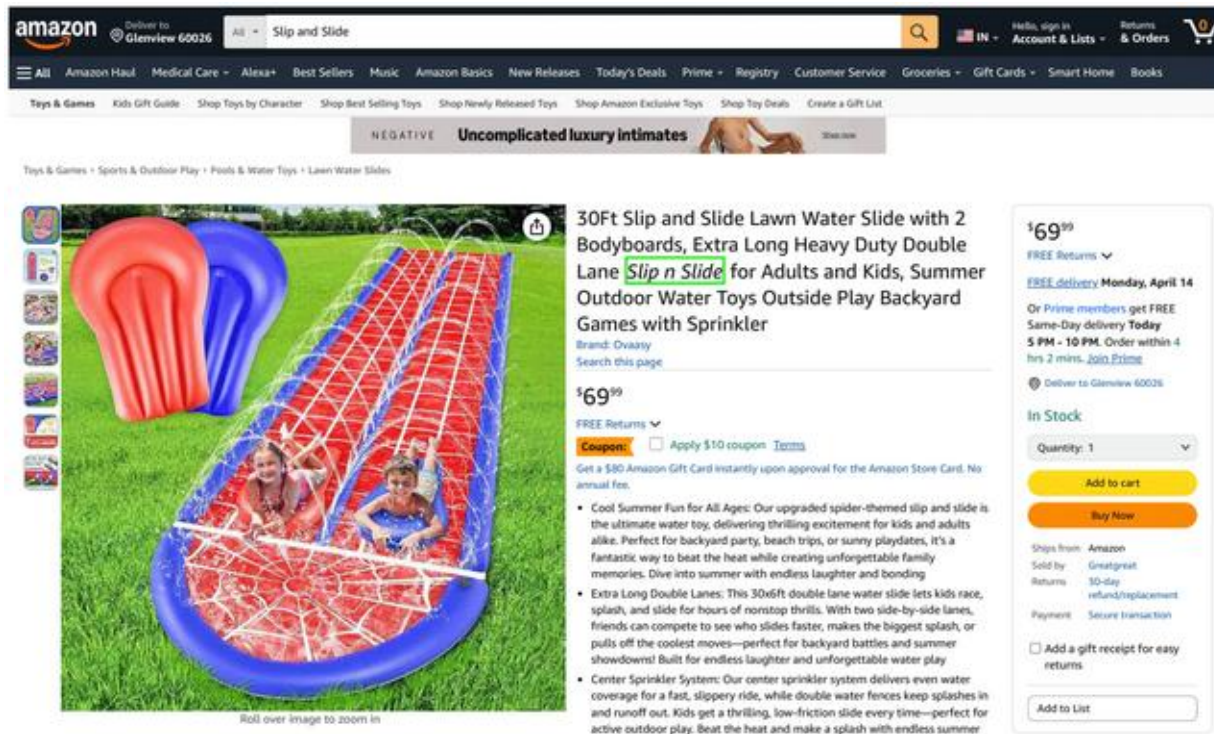 amazon
Deliver to
Glenview 60026
All
Slip and Slide
IN
Hello, sign in
Account & Lists
Returns
& Orders
0
All Amazon Haul Medical Care Alexa+ Best Sellers Music Amazon Basics New Releases Today's Deals Prime Registry Customer Service Groceries Gift Cards Smart Home Books
Toys & Games Kids Gift Guide Shop Toys by Character Shop Best Selling Toys Shop Newly Released Toys Shop Amazon Exclusive Toys Shop Toy Deals Create a Gift List
NEGATIVE Uncomplicated luxury intimates Shop now
Toys & Games › Sports & Outdoor Play › Pools & Water Toys › Lawn Water Slides
30Ft Slip and Slide Lawn Water Slide with 2
Bodyboards, Extra Long Heavy Duty Double
Lane Slip n Slide for Adults and Kids, Summer
Outdoor Water Toys Outside Play Backyard
Games with Sprinkler
Brand: Ovaasy
Search this page
$69⁹⁹
FREE Returns
Coupon: Apply $10 coupon Terms
Get a $80 Amazon Gift Card instantly upon approval for the Amazon Store Card. No
annual fee.
• Cool Summer Fun for All Ages: Our upgraded spider-themed slip and slide is
the ultimate water toy, delivering thrilling excitement for kids and adults
alike. Perfect for backyard party, beach trips, or sunny playdates, it's a
fantastic way to beat the heat while creating unforgettable family
memories. Dive into summer with endless laughter and bonding
• Extra Long Double Lanes: This 30x6ft double lane water slide lets kids race,
splash, and slide for hours of nonstop thrills. With two side-by-side lanes,
friends can compete to see who slides faster, makes the biggest splash, or
pulls off the coolest moves—perfect for backyard battles and summer
showdowns! Built for endless laughter and unforgettable water play
• Center Sprinkler System: Our center sprinkler system delivers even water
coverage for a fast, slippery ride, while double water fences keep splashes in
and runoff out. Kids get a thrilling, low-friction slide every time—perfect for
active outdoor play. Beat the heat and make a splash with endless summer
Roll over image to zoom in
$69⁹⁹
FREE Returns
FREE delivery Monday, April 14
Or Prime members get FREE
Same-Day delivery Today
5 PM - 10 PM. Order within 4
hrs 2 mins. Join Prime
Deliver to Glenview 60026
In Stock
Quantity: 1
Add to cart
Buy Now
Ships from Amazon
Sold by Greatgreat
Returns 30-day
refund/replacement
Payment Secure transaction
Add a gift receipt for easy
returns
Add to List